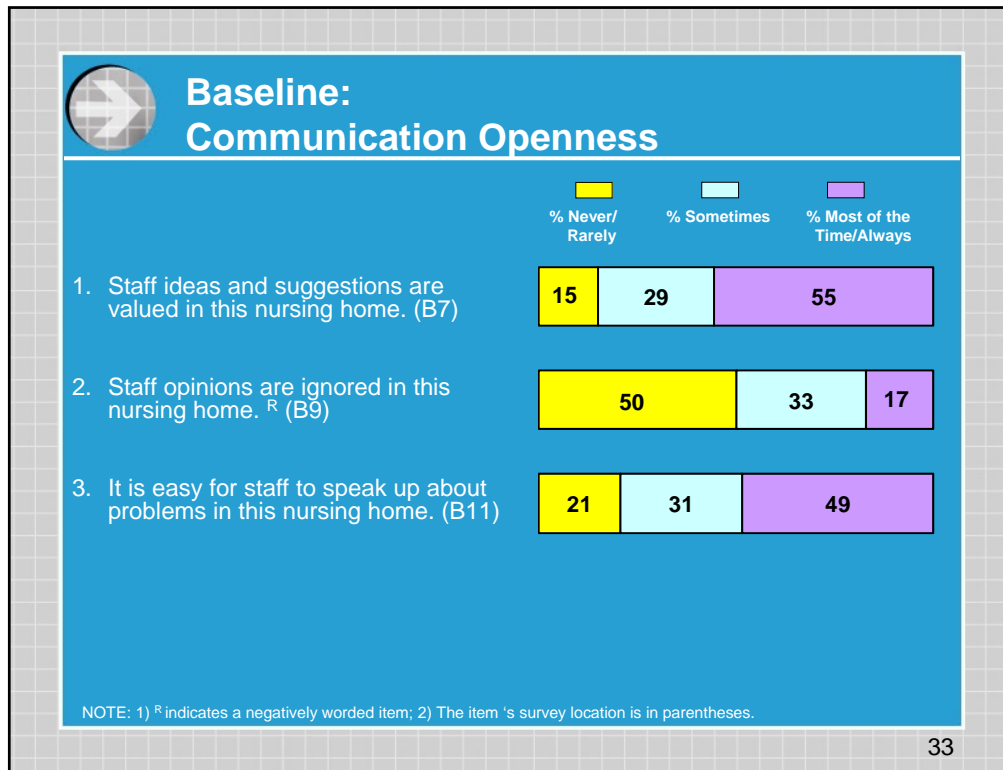 Baseline:
Communication Openness
% Never/ % Sometimes % Most of the
Rarely Time/Always
1. Staff ideas and suggestions are
valued in this nursing home. (B7)
15 29 55
2. Staff opinions are ignored in this
nursing home. R (B9)
50 33 17
3. It is easy for staff to speak up about
problems in this nursing home. (B11)
21 31 49
NOTE: 1) R indicates a negatively worded item; 2) The item ‘s survey location is in parentheses.
33